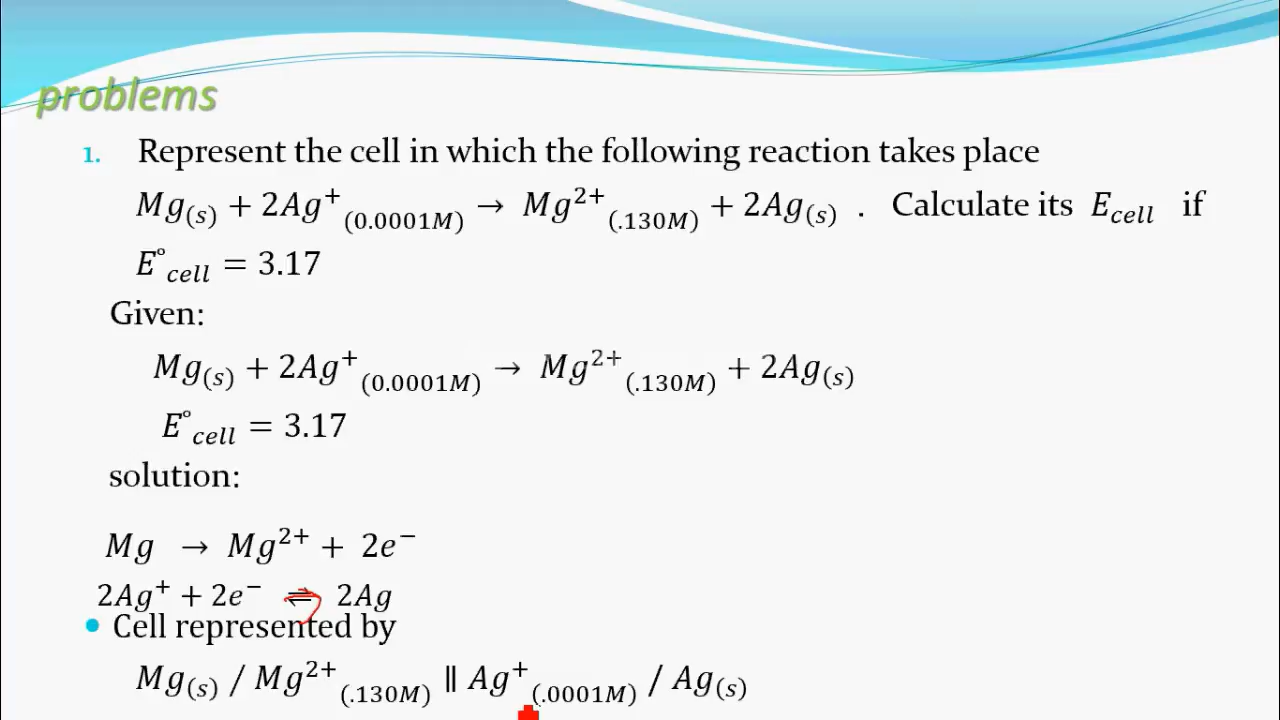 problems
1. Represent the cell in which the following reaction takes place
Mg(s) + 2Ag⁺(0.0001M) → Mg²⁺(.130M) + 2Ag(s) . Calculate its Ecell if
E°cell = 3.17
Given:
Mg(s) + 2Ag⁺(0.0001M) → Mg²⁺(.130M) + 2Ag(s)
E°cell = 3.17
solution:
Mg → Mg²⁺ + 2e⁻
2Ag⁺ + 2e⁻ ⇌ 2Ag
• Cell represented by
Mg(s) / Mg²⁺(.130M) ∥ Ag⁺(.0001M) / Ag(s)